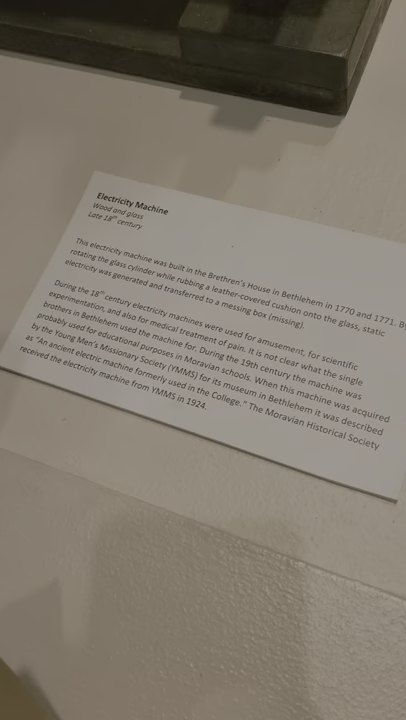 Electricity Machine
Wood and glass
Late 18th century
This electricity machine was built in the Brethren's House in Bethlehem in 1770 and 1771. By
rotating the glass cylinder while rubbing a leather-covered cushion onto the glass, static
electricity was generated and transferred to a messing box (missing).
During the 18th century electricity machines were used for amusement, for scientific
experimentation, and also for medical treatment of pain. It is not clear what the single
brothers in Bethlehem used the machine for. During the 19th century the machine was
probably used for educational purposes in Moravian schools. When this machine was acquired
by the Young Men's Missionary Society (YMMS) for its museum in Bethlehem it was described
as "An ancient electric machine formerly used in the College." The Moravian Historical Society
received the electricity machine from YMMS in 1924.